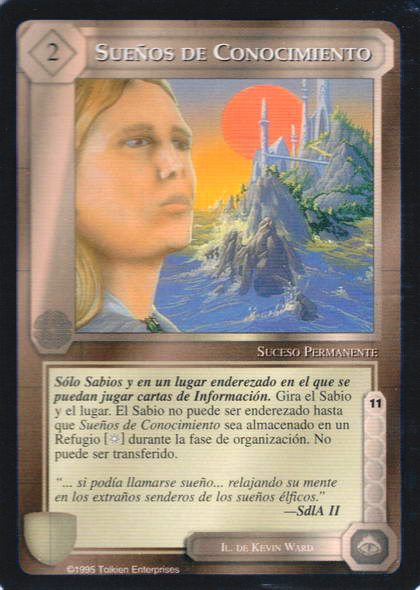 2
SUEÑOS DE CONOCIMIENTO
SUCESO PERMANENTE
Sólo Sabios y en un lugar enderezado en el que se
puedan jugar cartas de Información. Gira el Sabio
y el lugar. El Sabio no puede ser enderezado hasta
que Sueños de Conocimiento sea almacenado en un
Refugio [☼] durante la fase de organización. No
puede ser transferido.
11
“... si podía llamarse sueño... relajando su mente
en los extraños senderos de los sueños élficos.”
—SdlA II
IL. DE KEVIN WARD
©1995 Tolkien Enterprises